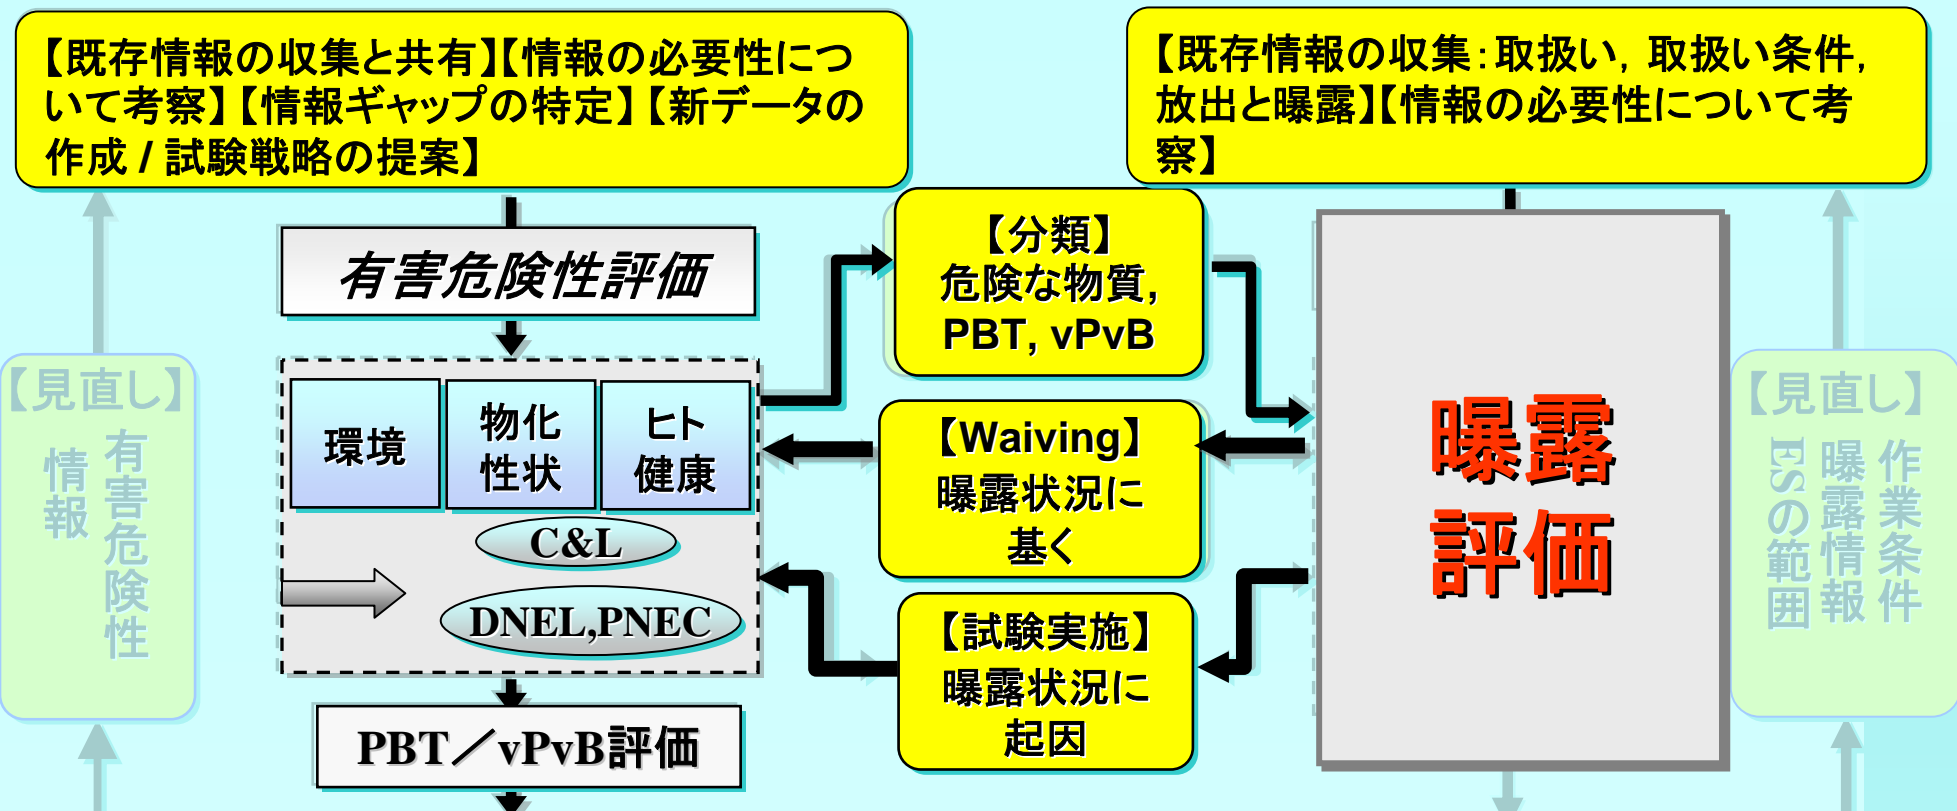 【既存情報の収集と共有】【情報の必要性につ
いて考察】【情報ギャップの特定】【新データの
作成 / 試験戦略の提案】
【既存情報の収集：取扱い，取扱い条件，
放出と曝露】【情報の必要性について考
察】
有害危険性評価
【分類】
危険な物質，
PBT, vPvB
環境
物化
性状
ヒト
健康
C&L
DNEL,PNEC
【Waiving】
曝露状況に
基く
【試験実施】
曝露状況に
起因
PBT／vPvB評価
曝露
評価
【見直し】
有害危険性
情報
【見直し】
作業条件
曝露情報
ESの範囲